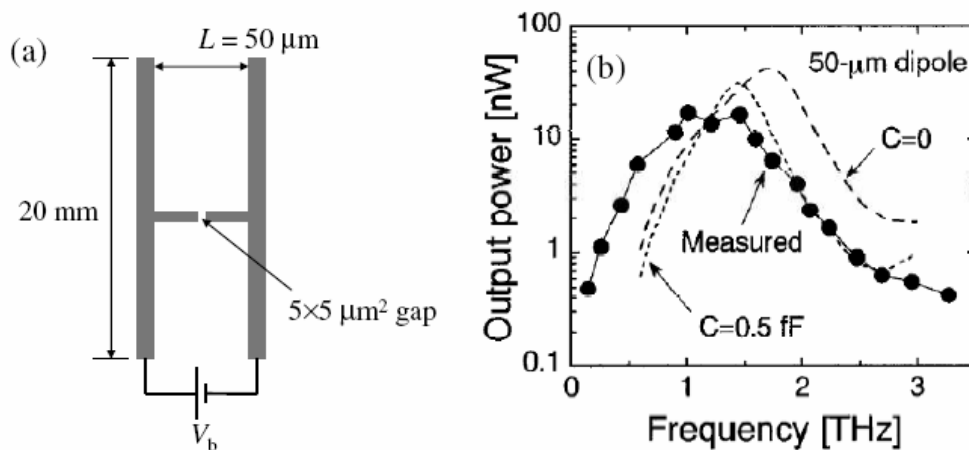 (a)
L = 50 µm
20 mm
5×5 µm² gap
V_b
(b)
50-µm dipole
C=0
Measured
C=0.5 fF
Output power [nW]
100
10
1
0.1
0 1 2 3
Frequency [THz]